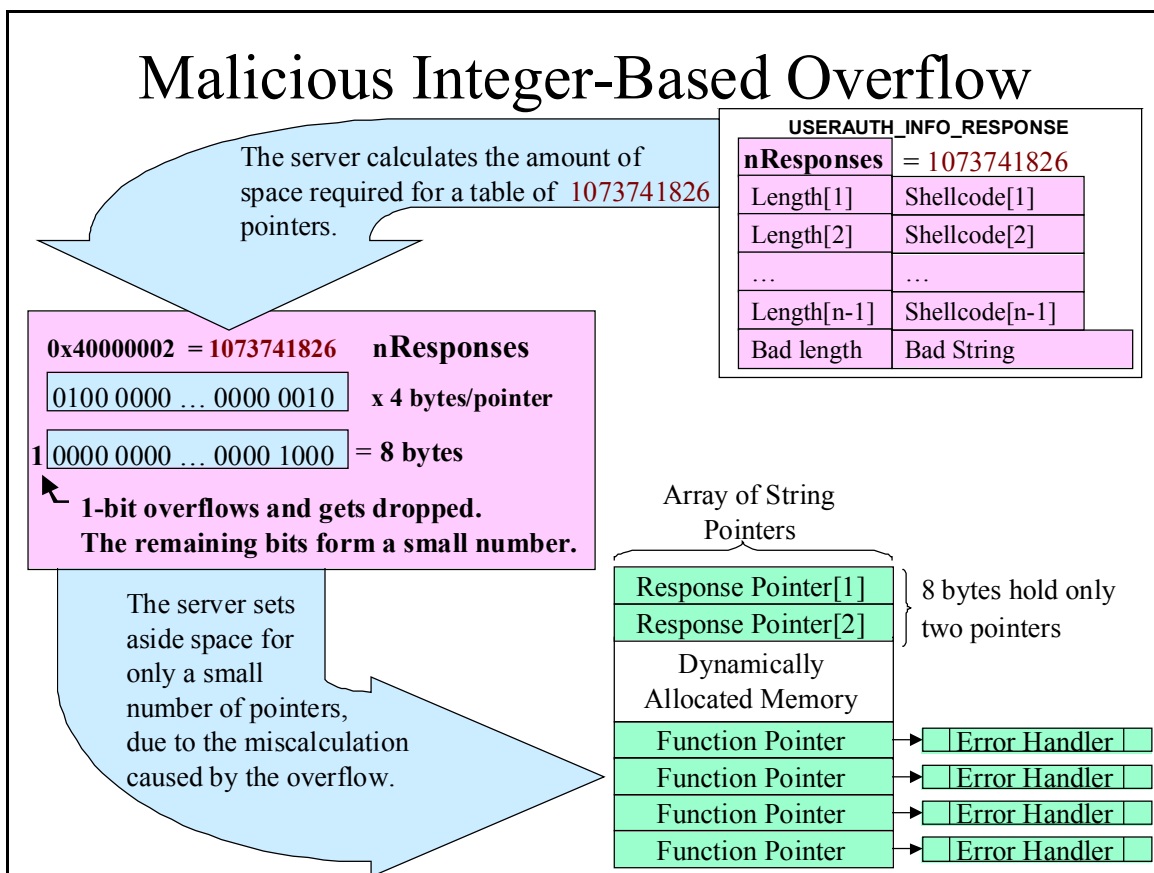 Malicious Integer-Based Overflow
The server calculates the amount of
space required for a table of 1073741826
pointers.
USERAUTH_INFO_RESPONSE
nResponses = 1073741826
Length[1] Shellcode[1]
Length[2] Shellcode[2]
… …
Length[n-1] Shellcode[n-1]
Bad length Bad String
0x40000002 = 1073741826 nResponses
0100 0000 … 0000 0010 x 4 bytes/pointer
1 0000 0000 … 0000 1000 = 8 bytes
1-bit overflows and gets dropped.
The remaining bits form a small number.
The server sets
aside space for
only a small
number of pointers,
due to the miscalculation
caused by the overflow.
Array of String
Pointers
Response Pointer[1]
Response Pointer[2]
8 bytes hold only
two pointers
Dynamically
Allocated Memory
Function Pointer Error Handler
Function Pointer Error Handler
Function Pointer Error Handler
Function Pointer Error Handler